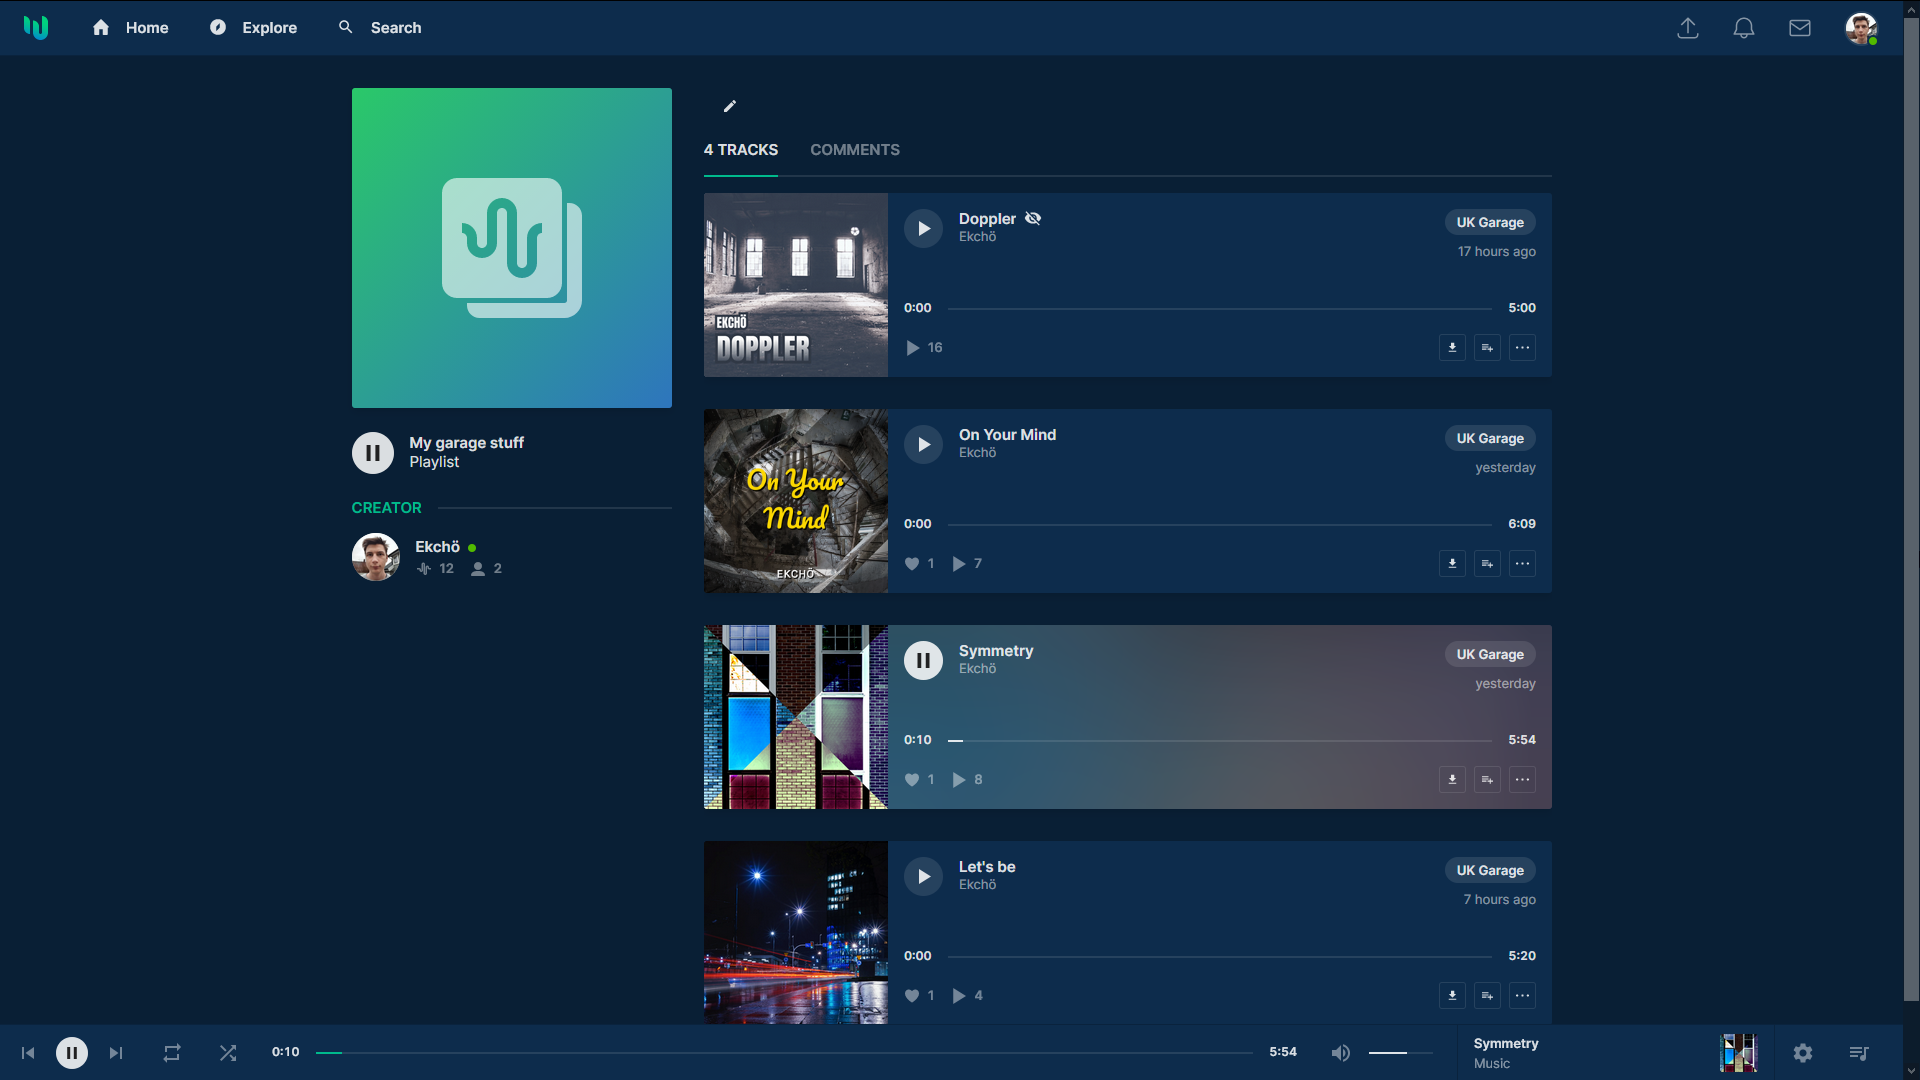 Home
Explore
Search
4 TRACKS
COMMENTS
EKCHÖ
DOPPLER
Doppler
Ekchö
UK Garage
17 hours ago
0:00
5:00
16
My garage stuff
Playlist
CREATOR
Ekchö
12
2
On Your
Mind
EKCHÖ
On Your Mind
Ekchö
UK Garage
yesterday
0:00
6:09
1
7
Symmetry
Ekchö
UK Garage
yesterday
0:10
5:54
1
8
Let's be
Ekchö
UK Garage
7 hours ago
0:00
5:20
1
4
0:10
5:54
Symmetry
Music